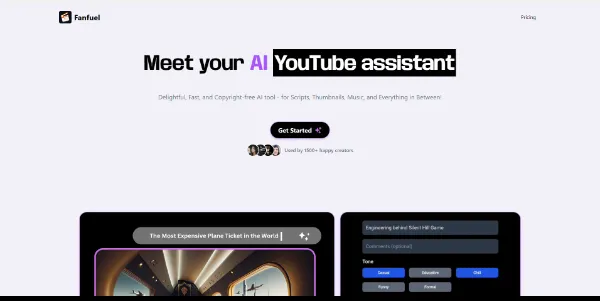 Fanfuel
Pricing
Meet your AI YouTube assistant
Delightful, Fast, and Copyright-free AI tool - for Scripts, Thumbnails, Music, and Everything in Between!
Get Started
Used by 1500+ happy creators
The Most Expensive Plane Ticket in the World
Engineering behind Silent Hill Game
Comments (optional)
Tone
Casual
Educative
Chill
Funny
Formal